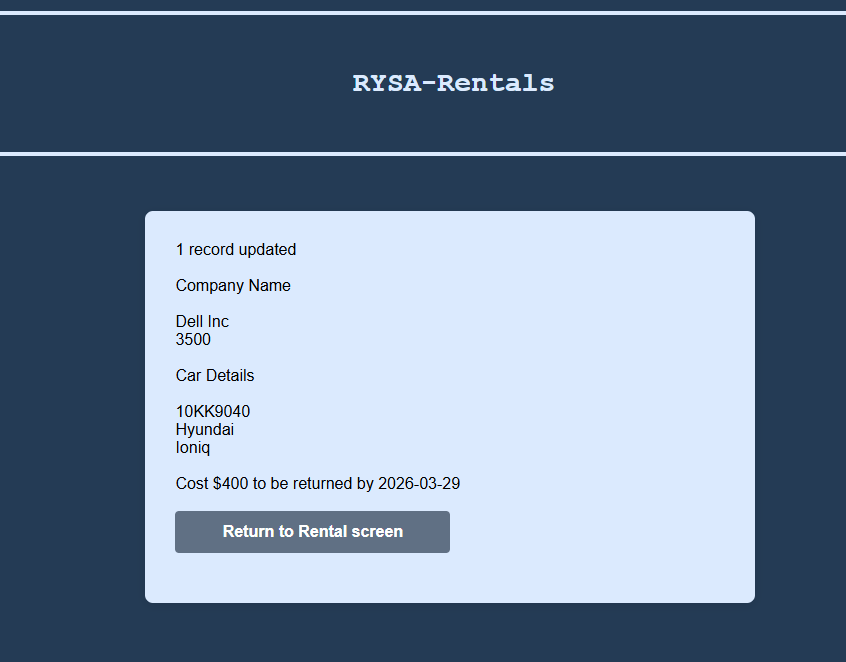 RYSA-Rentals
1 record updated
Company Name
Dell Inc
3500
Car Details
10KK9040
Hyundai
Ioniq
Cost $400 to be returned by 2026-03-29
Return to Rental screen